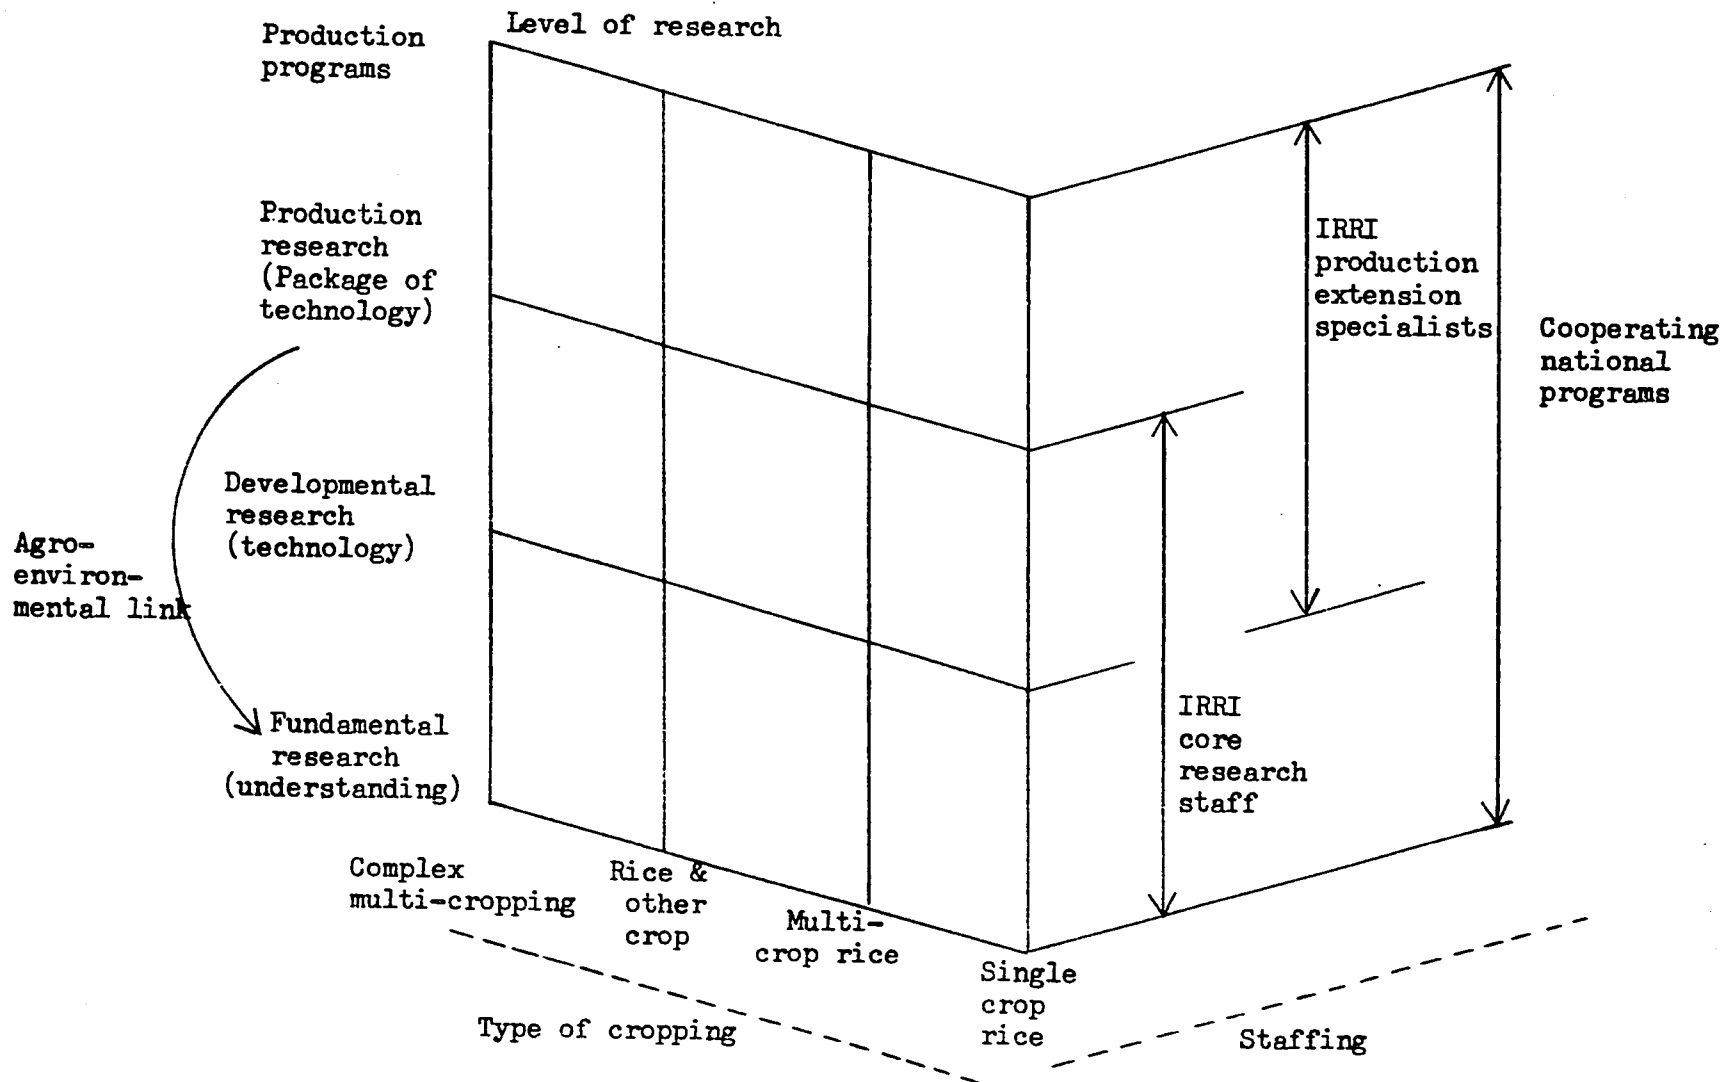 Production
programs
Level of research
Production
research
(Package of
technology)
Developmental
research
(technology)
Agro-
environ-
mental link
Fundamental
research
(understanding)
IRRI
production
extension
specialists
Cooperating
national
programs
IRRI
core
research
staff
Complex
multi-cropping
Rice &
other
crop
Multi-
crop rice
Single
crop
rice
Type of cropping
Staffing